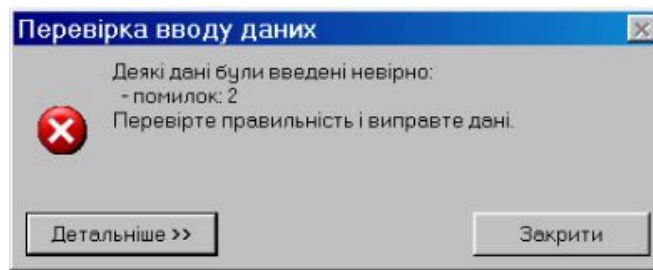 Перевірка вводу даних
Деякі дані були введені невірно:
- помилок: 2
Перевірте правильність і виправте дані.
Детальніше >>
Закрити